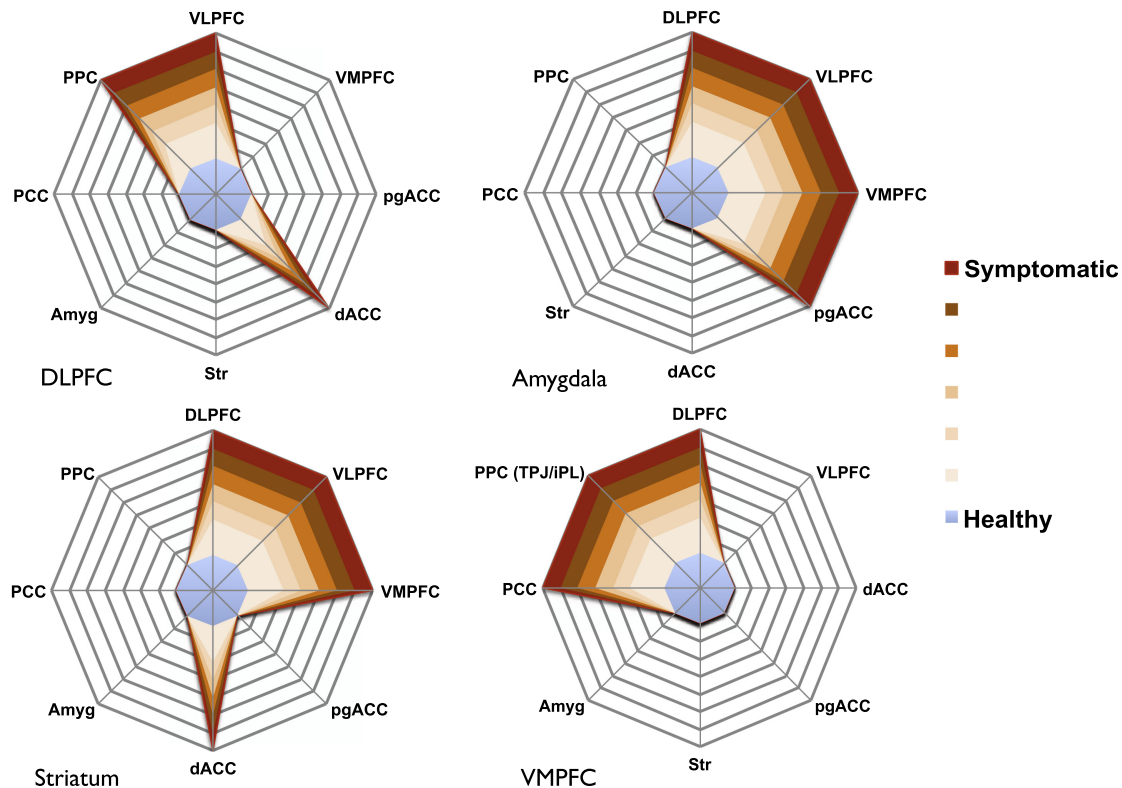 VLPFC
PPC
VMPFC
PCC
pgACC
Amyg
dACC
Str
DLPFC
DLPFC
PPC
VLPFC
PCC
VMPFC
Str
pgACC
dACC
Amygdala
Symptomatic
Healthy
DLPFC
PPC
VLPFC
PCC
VMPFC
Amyg
pgACC
dACC
Striatum
DLPFC
PPC (TPJ/iPL)
VLPFC
PCC
dACC
Amyg
pgACC
Str
VMPFC